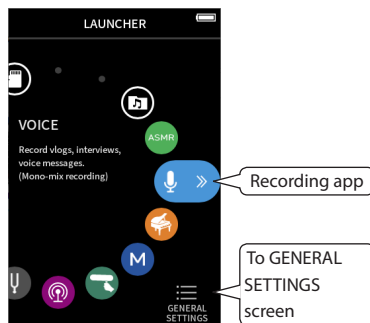 LAUNCHER
ASMR
VOICE
Record vlogs, interviews,
voice messages.
(Mono-mix recording)
Recording app
M
GENERAL
SETTINGS
To GENERAL
SETTINGS
screen